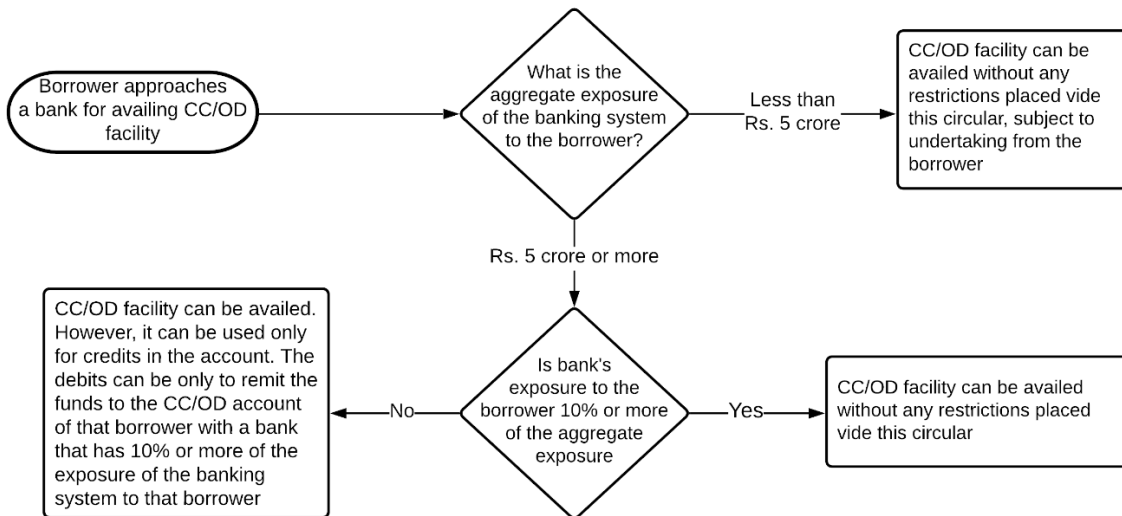 Borrower approaches
a bank for availing CC/OD
facility
What is the
aggregate exposure
of the banking system
to the borrower?
Less than
Rs. 5 crore
CC/OD facility can be
availed without any
restrictions placed vide
this circular, subject to
undertaking from the
borrower
Rs. 5 crore or more
CC/OD facility can be availed.
However, it can be used only
for credits in the account. The
debits can be only to remit the
funds to the CC/OD account
of that borrower with a bank
that has 10% or more of the
exposure of the banking
system to that borrower
No
Is bank's
exposure to the
borrower 10% or more
of the aggregate
exposure
Yes
CC/OD facility can be availed
without any restrictions placed
vide this circular